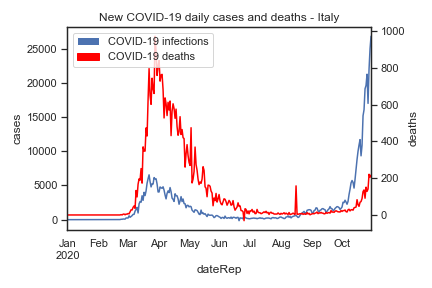 New COVID-19 daily cases and deaths - Italy
COVID-19 infections
COVID-19 deaths
25000
20000
15000
10000
5000
0
cases
1000
800
600
400
200
0
deaths
Jan Feb Mar Apr May Jun Jul Aug Sep Oct
2020
dateRep